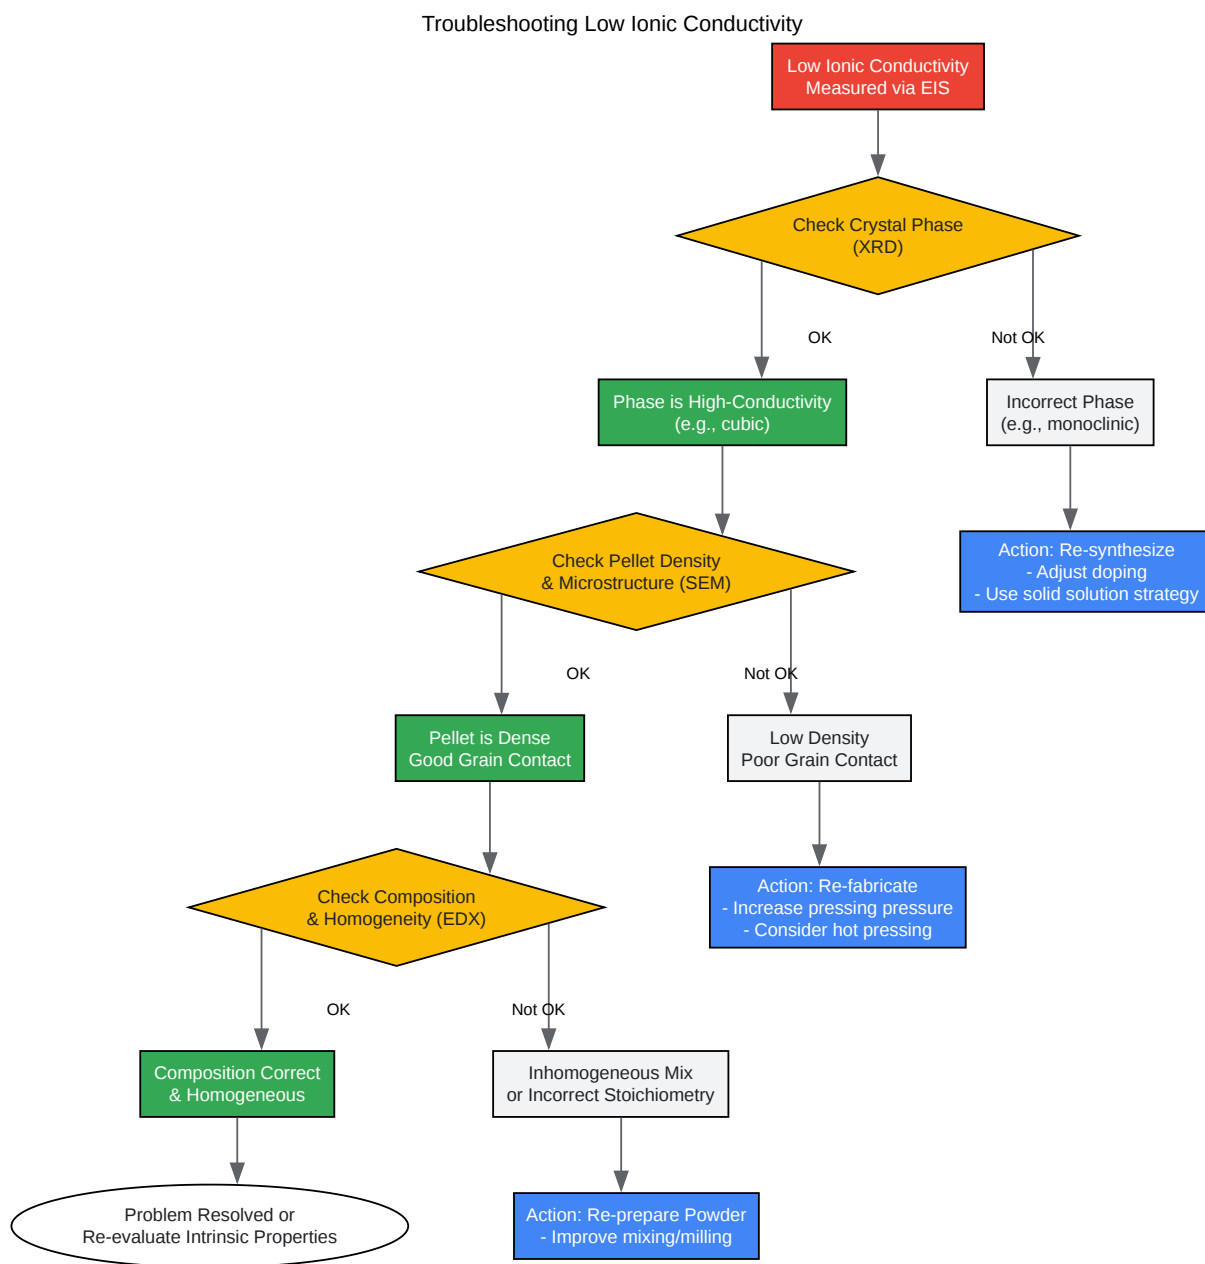 Troubleshooting Low Ionic Conductivity
Low Ionic Conductivity
Measured via EIS
Check Crystal Phase
(XRD)
OK
Not OK
Phase is High-Conductivity
(e.g., cubic)
Incorrect Phase
(e.g., monoclinic)
Check Pellet Density
& Microstructure (SEM)
Action: Re-synthesize
- Adjust doping
- Use solid solution strategy
OK
Not OK
Pellet is Dense
Good Grain Contact
Low Density
Poor Grain Contact
Check Composition
& Homogeneity (EDX)
Action: Re-fabricate
- Increase pressing pressure
- Consider hot pressing
OK
Not OK
Composition Correct
& Homogeneous
Inhomogeneous Mix
or Incorrect Stoichiometry
Problem Resolved or
Re-evaluate Intrinsic Properties
Action: Re-prepare Powder
- Improve mixing/milling